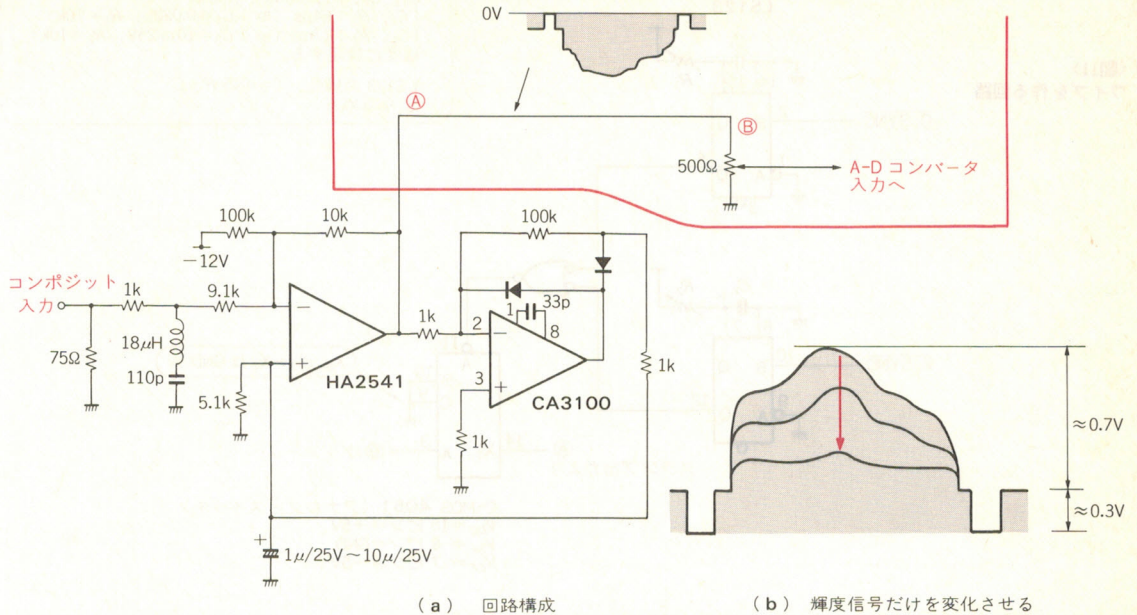 0V
Ⓐ
Ⓑ
500Ω
A-D コンバータ
入力へ
100k
10k
100k
−12V
コンポジット
入力
1k
9.1k
33p
1
8
−
1k
2
−
18μH
75Ω
+
3
+
1k
HA2541
CA3100
110p
5.1k
1k
≈0.7V
≈0.3V
+
1μ/25V〜10μ/25V
(a) 回路構成
(b) 輝度信号だけを変化させる